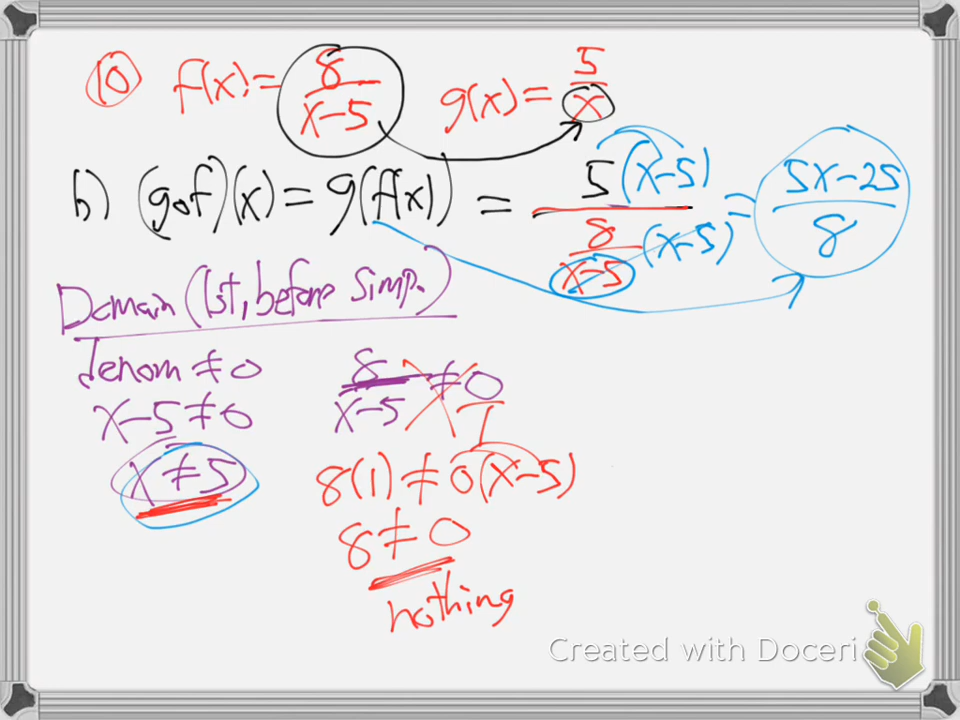 (10) f(x) = 8/(x-5) g(x) = 5/x
b) (gof)(x) = g(f(x)) = 5(x-5) / (8/(x-5))(x-5) = (5x-25)/8
Domain (1st, before simp.)
Denom ≠ 0 8/(x-5) ≠ 0/1
x-5 ≠ 0
x ≠ 5 8(1) ≠ 0(x-5)
8 ≠ 0
nothing
Created with Doceri